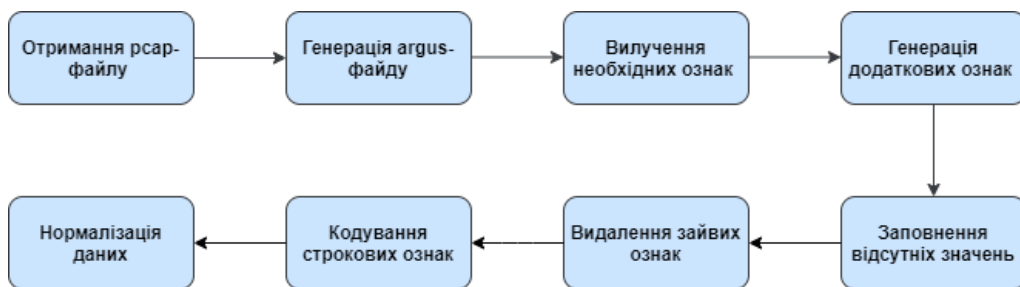 Отримання pcap-
файлу
Генерація argus-
файду
Вилучення
необхідних ознак
Генерація
додаткових ознак
Заповнення
відсутніх значень
Видалення зайвих
ознак
Кодування
строкових ознак
Нормалізація
даних